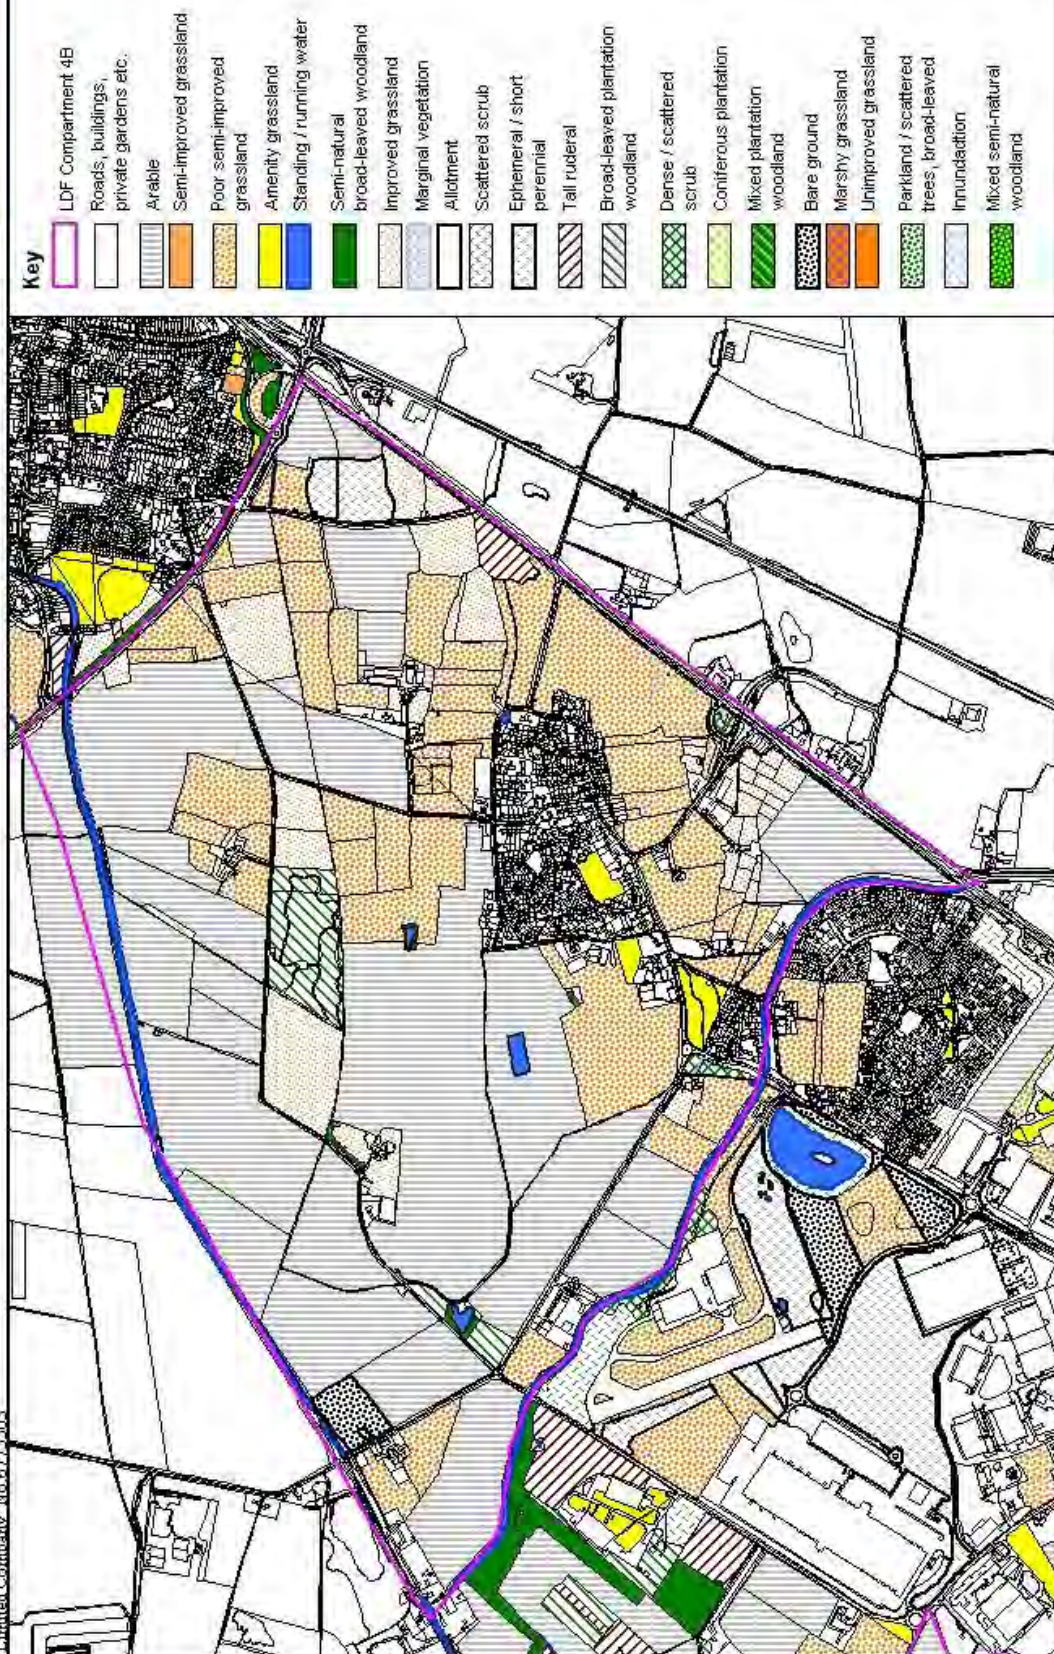 Key
LDF Compartment 4B
Roads, buildings,
private gardens etc.
Arable
Semi-improved grassland
Poor semi-improved
grassland
Amenity grassland
Standing / running water
Semi-natural
broad-leaved woodland
Improved grassland
Marginal vegetation
Allotment
Scattered scrub
Ephemeral / short
perennial
Tall ruderal
Broad-leaved plantation
woodland
Dense / scattered
scrub
Coniferous plantation
Mixed plantation
woodland
Bare ground
Marshy grassland
Unimproved grassland
Parkland / scattered
trees, broad-leaved
Innundadtion
Mixed semi-natural
woodland